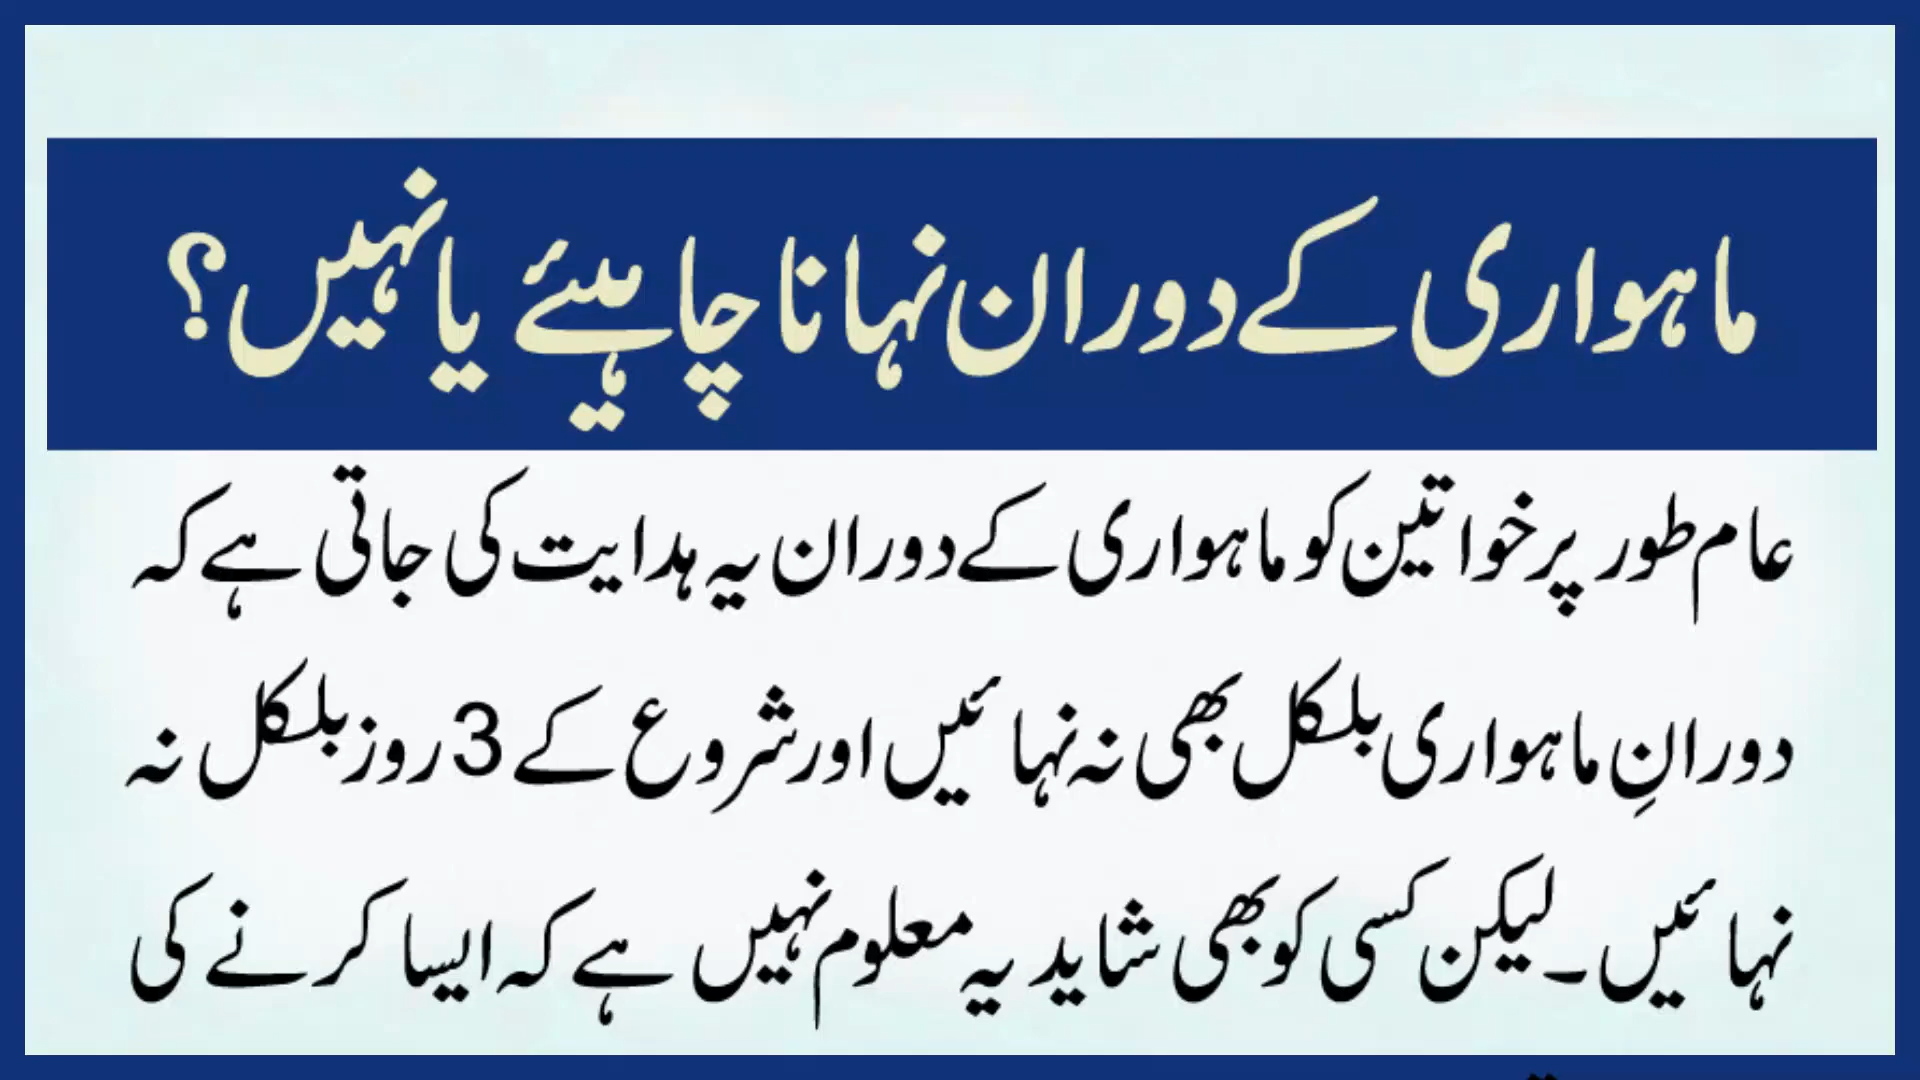 ماہواری کے دوران نہانا چاہیئے یا نہیں؟
عام طور پر خواتین کو ماہواری کے دوران یہ ہدایت کی جاتی ہے کہ
دورانِ ماہواری بلکل بھی نہ نہائیں اور شروع کے 3 روز بلکل نہ
نہائیں۔ لیکن کسی کو بھی شاید یہ معلوم نہیں ہے کہ ایسا کرنے کی